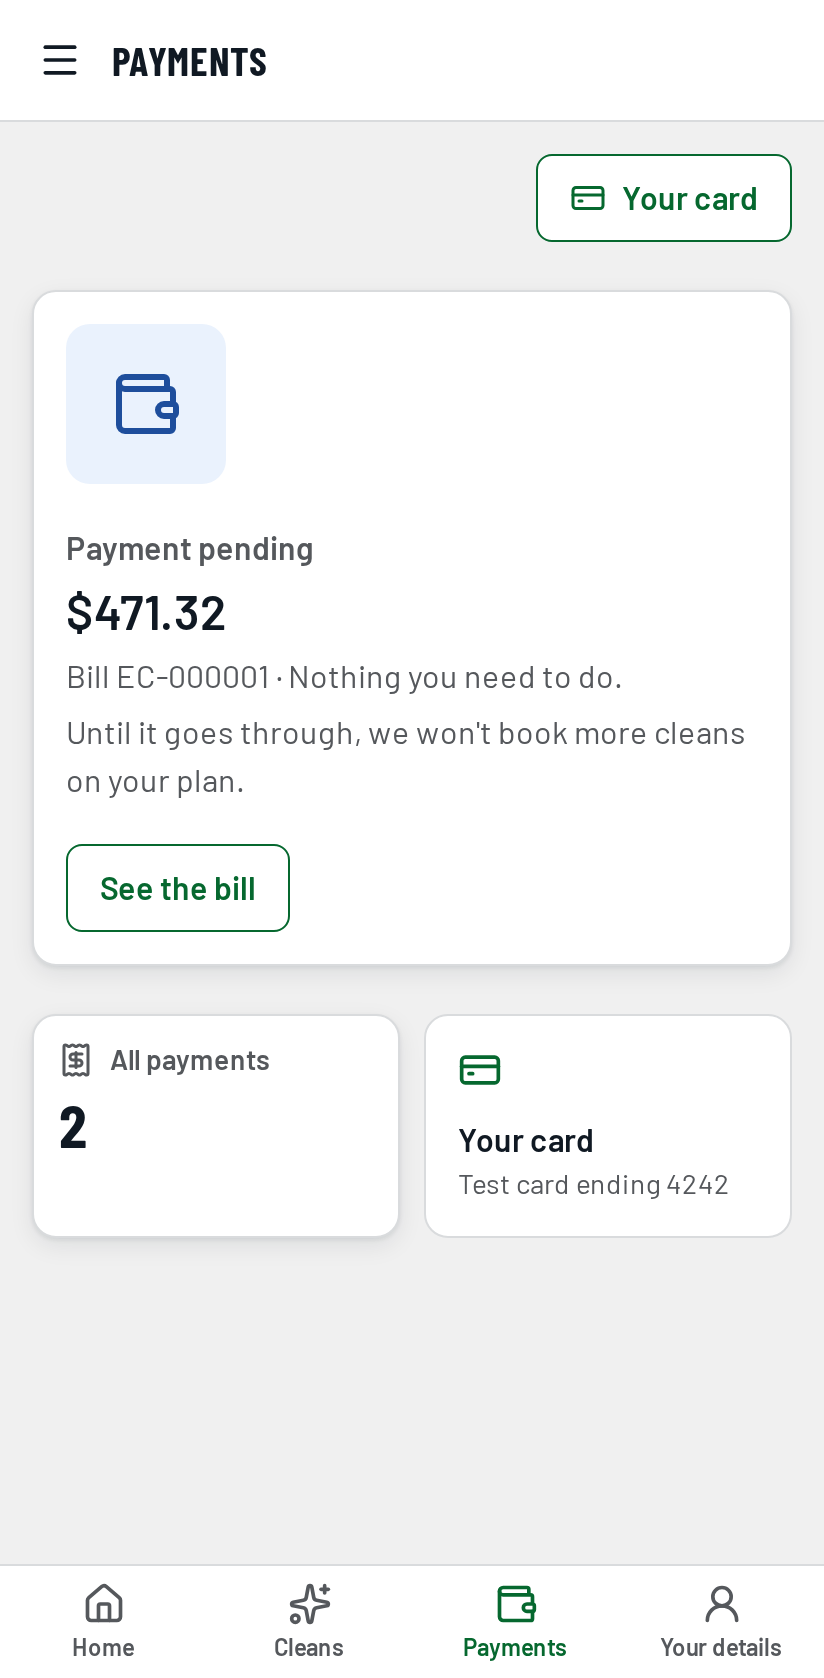 PAYMENTS
Your card
Payment pending
$471.32
Bill EC-000001 · Nothing you need to do.
Until it goes through, we won't book more cleans
on your plan.
See the bill
All payments
2
Your card
Test card ending 4242
Home
Cleans
Payments
Your details